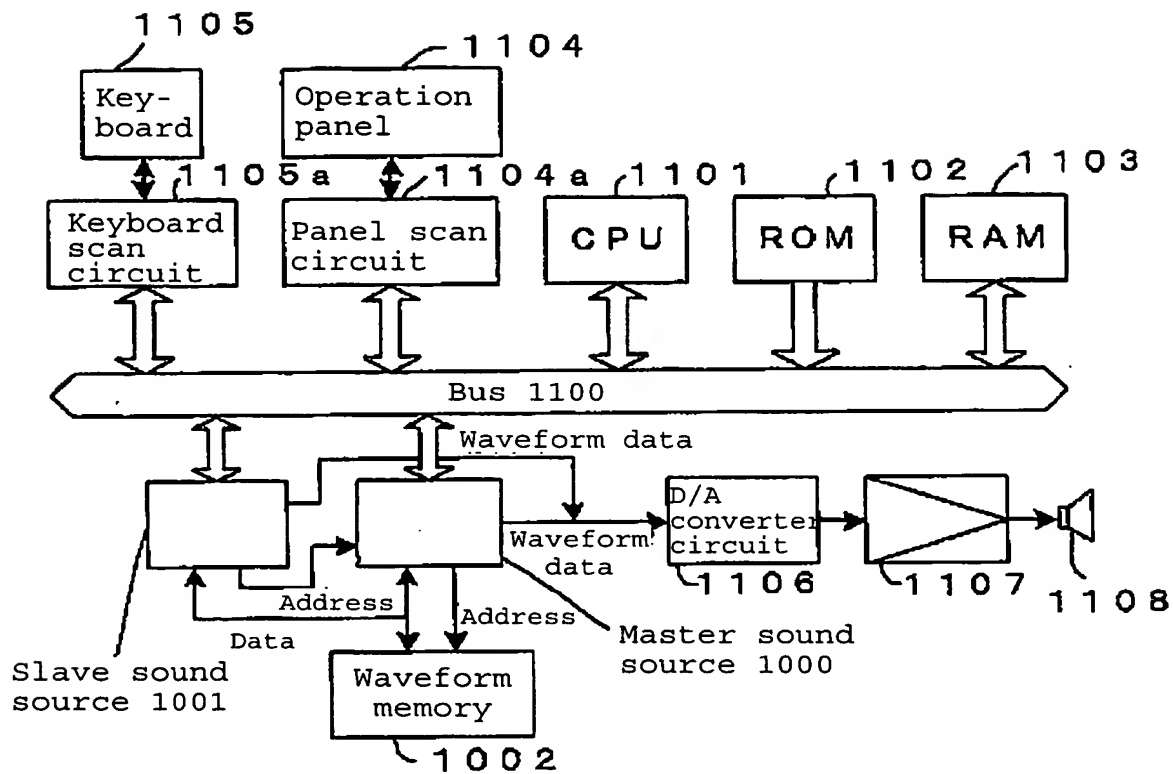 1105
1104
Key-
board
Operation
panel
1105a
1104a
1101
1102
1103
Keyboard
scan
circuit
Panel scan
circuit
CPU
ROM
RAM
Bus 1100
Waveform data
D/A
converter
circuit
Waveform
data
1106
1107
1108
Address
Address
Data
Master sound
source 1000
Slave sound
source 1001
Waveform
memory
1002